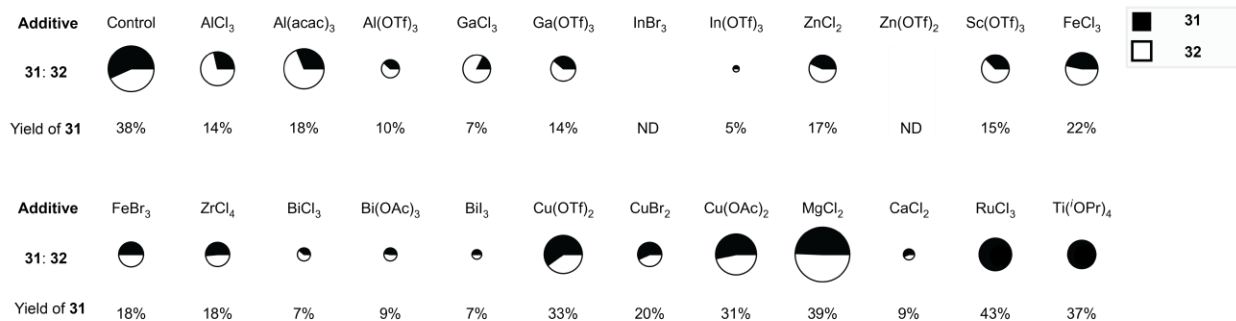 Additive Control AlCl₃ Al(acac)₃ Al(OTf)₃ GaCl₃ Ga(OTf)₃ InBr₃ In(OTf)₃ ZnCl₂ Zn(OTf)₂ Sc(OTf)₃ FeCl₃
31
32
31: 32
Yield of 31 38% 14% 18% 10% 7% 14% ND 5% 17% ND 15% 22%
Additive FeBr₃ ZrCl₄ BiCl₃ Bi(OAc)₃ BiI₃ Cu(OTf)₂ CuBr₂ Cu(OAc)₂ MgCl₂ CaCl₂ RuCl₃ Ti(ⁱOPr)₄
31: 32
Yield of 31 18% 18% 7% 9% 7% 33% 20% 31% 39% 9% 43% 37%